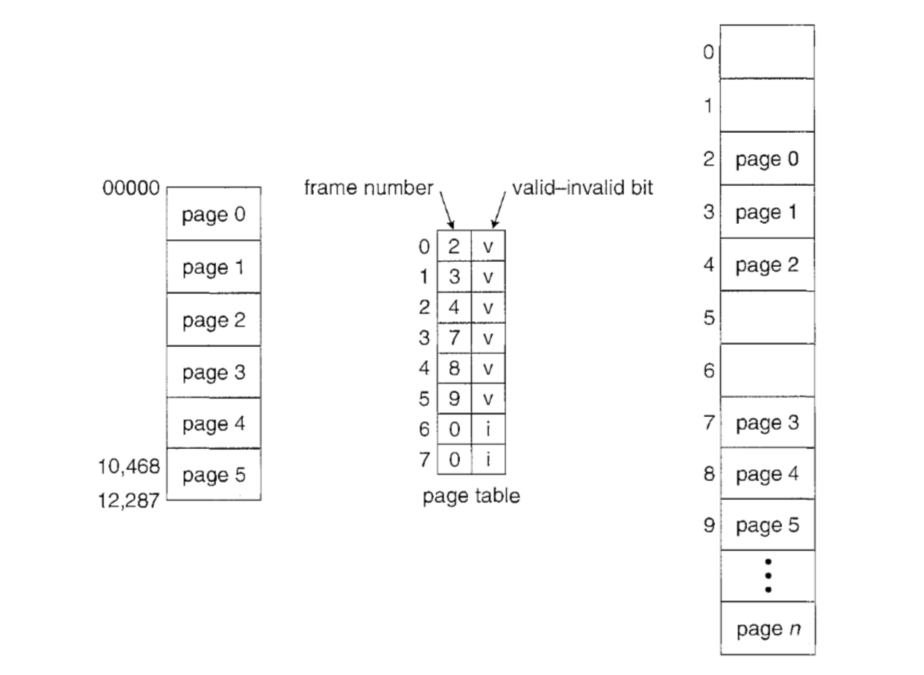 00000
page 0
page 1
page 2
page 3
page 4
10,468
page 5
12,287
frame number
valid–invalid bit
0 2 v
1 3 v
2 4 v
3 7 v
4 8 v
5 9 v
6 0 i
7 0 i
page table
0
1
2 page 0
3 page 1
4 page 2
5
6
7 page 3
8 page 4
9 page 5
page n